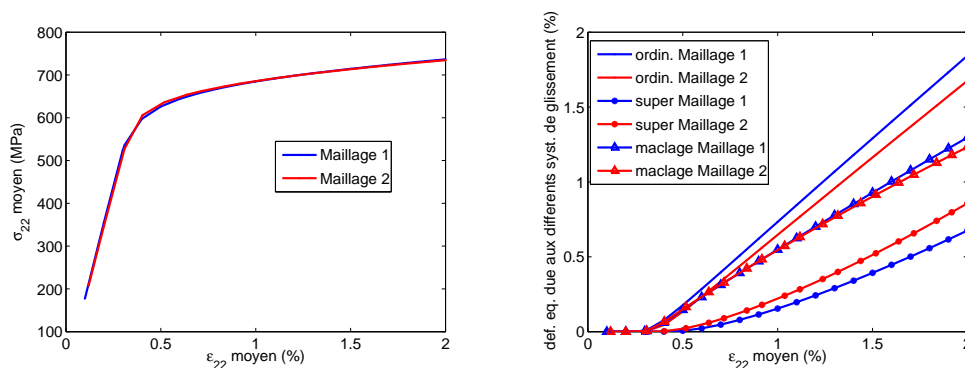 800
700
600
500
400
300
200
100
0
0.5
1
1.5
2
σ22 moyen (MPa)
ε22 moyen (%)
Maillage 1
Maillage 2
2
1.5
1
0.5
0
0
0.5
1
1.5
2
def. eq. due aux differents syst. de glissement (%)
ε22 moyen (%)
ordin. Maillage 1
ordin. Maillage 2
super Maillage 1
super Maillage 2
maclage Maillage 1
maclage Maillage 2